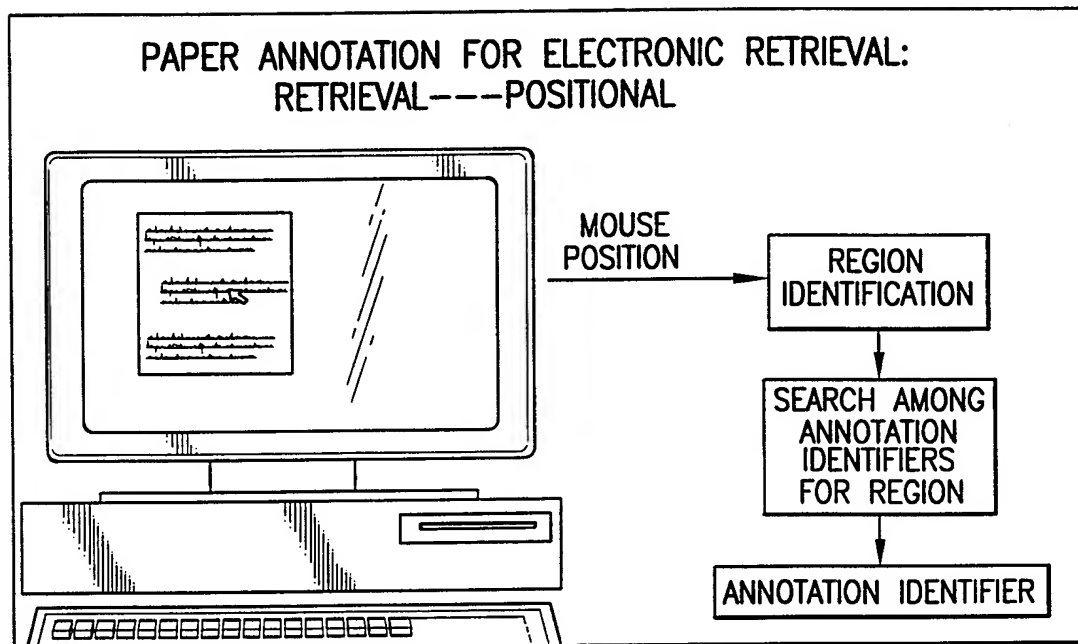 PAPER ANNOTATION FOR ELECTRONIC RETRIEVAL:
RETRIEVAL---POSITIONAL
MOUSE
POSITION
REGION
IDENTIFICATION
SEARCH AMONG
ANNOTATION
IDENTIFIERS
FOR REGION
ANNOTATION IDENTIFIER